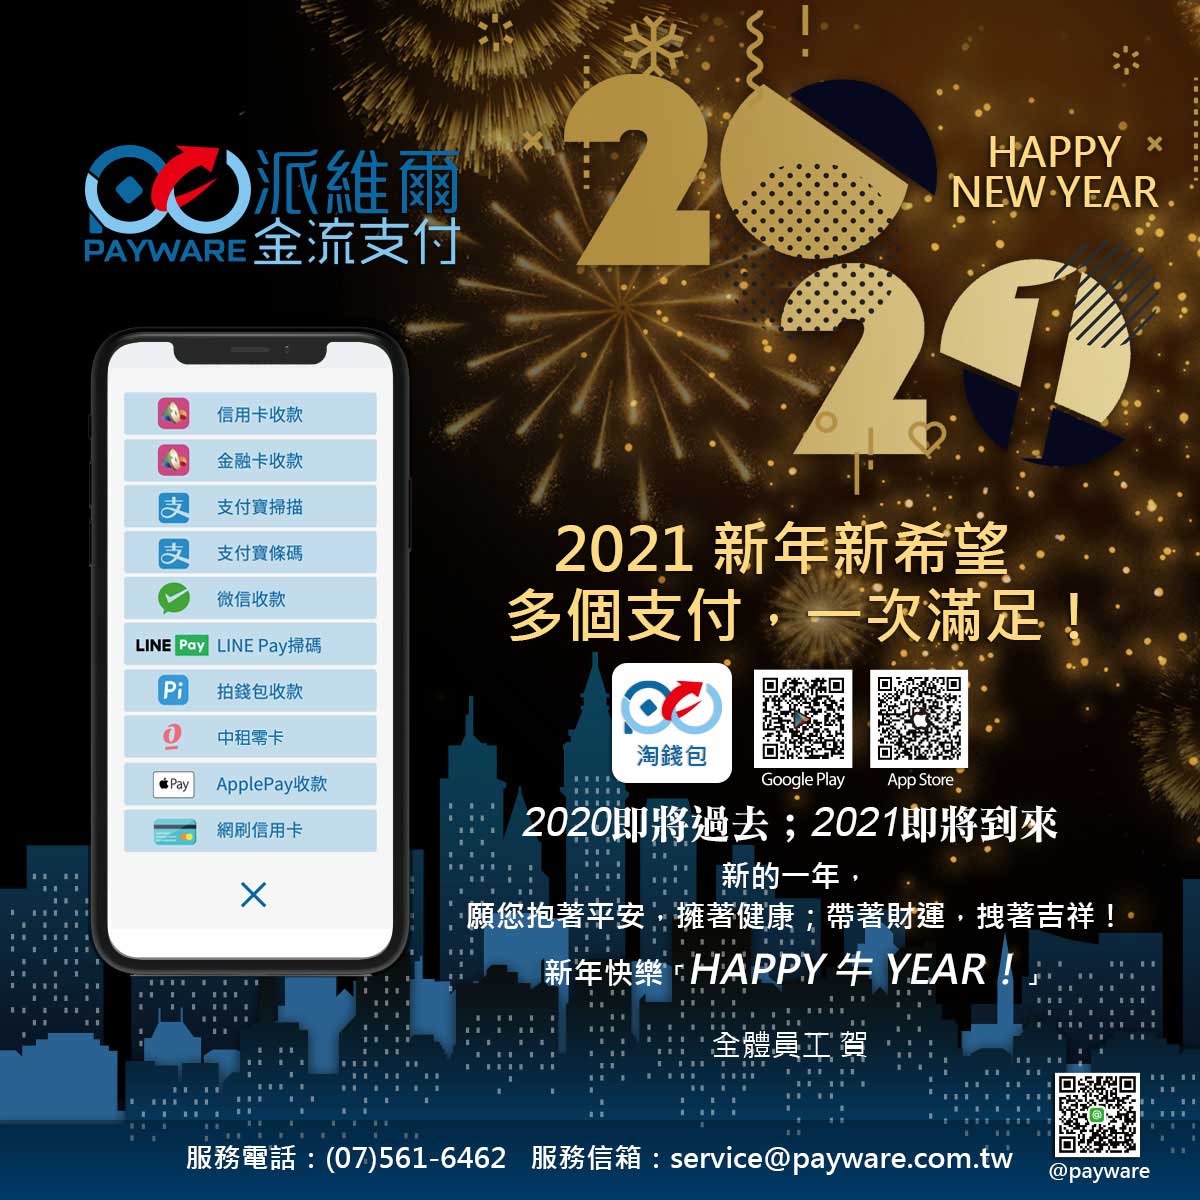 派維爾
PAYWARE 金流支付
2021
HAPPY
NEW YEAR
信用卡收款
金融卡收款
支 支付寶掃描
支 支付寶條碼
微信收款
LINE Pay LINE Pay掃碼
Pi 拍錢包收款
中租零卡
Pay ApplePay收款
網刷信用卡
2021 新年新希望
多個支付，一次滿足！
淘錢包
Google Play
App Store
2020即將過去；2021即將到來
新的一年，
願您抱著平安，擁著健康；帶著財運，拽著吉祥！
新年快樂「HAPPY 牛 YEAR！」
全體員工 賀
服務電話：(07)561-6462 服務信箱：service@payware.com.tw
@payware